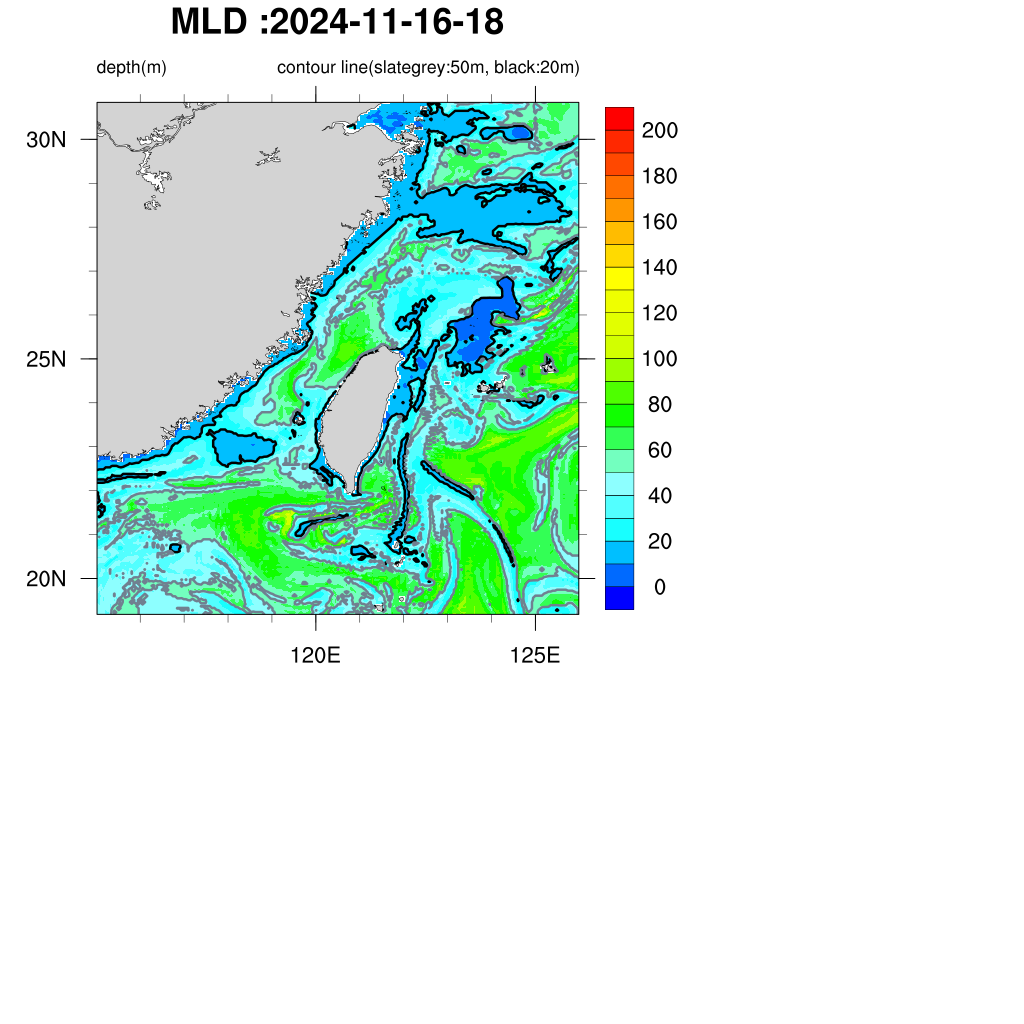 MLD :2024-11-16-18
depth(m)
contour line(slategrey:50m, black:20m)
30N
25N
20N
120E
125E
200
180
160
140
120
100
80
60
40
20
0